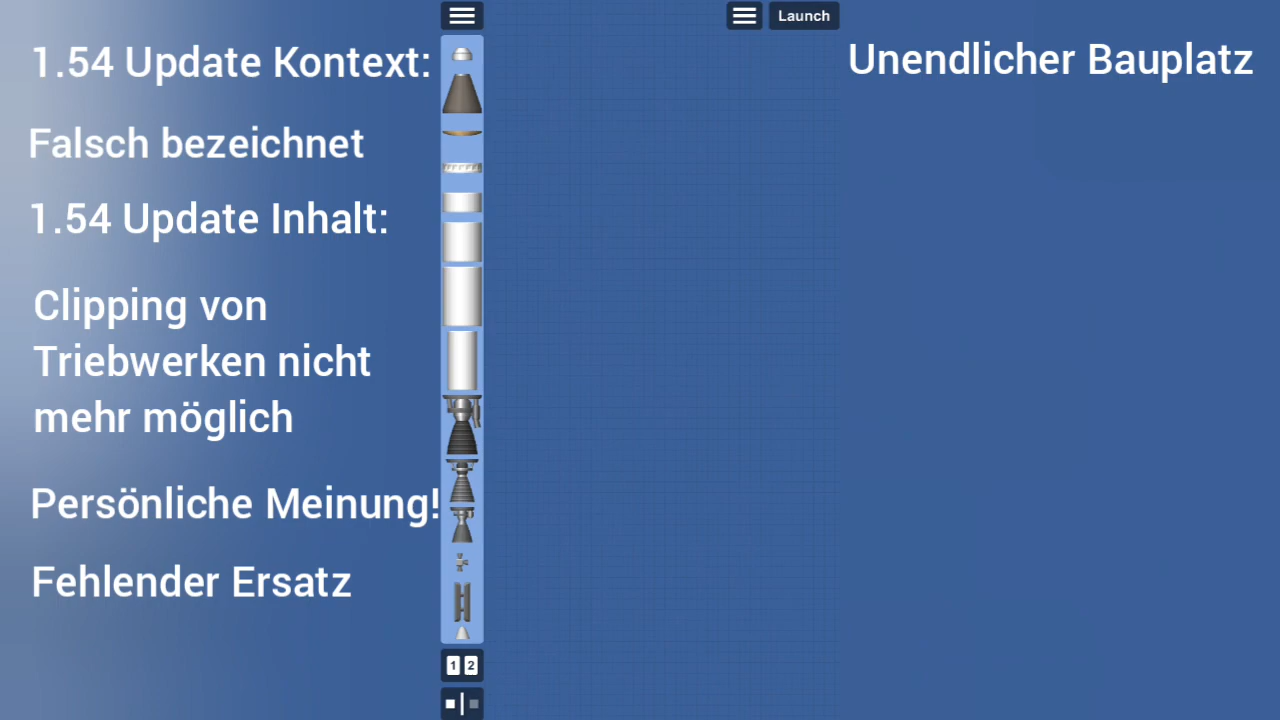 1.54 Update Kontext:
Falsch bezeichnet
1.54 Update Inhalt:
Clipping von
Triebwerken nicht
mehr möglich
Persönliche Meinung!
Fehlender Ersatz
1 2
Launch
Unendlicher Bauplatz